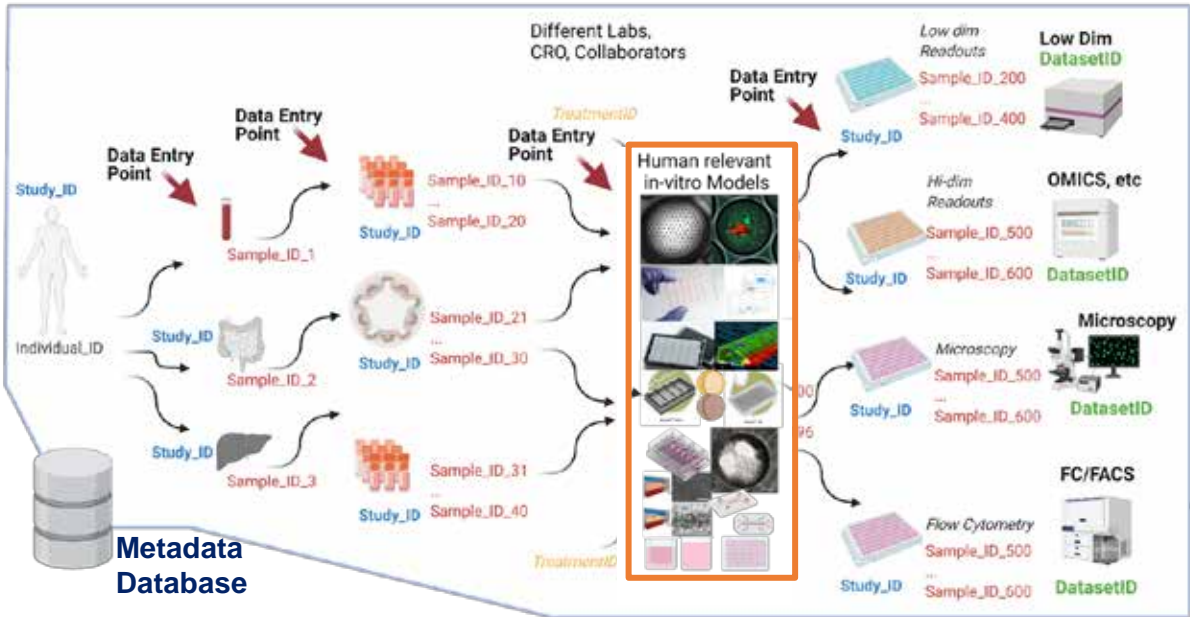 Different Labs,
CRO, Collaborators
Data Entry
Point
Data Entry
Point
TreatmentID
Data Entry
Point
Data Entry
Point
Study_ID
Individual_ID
Sample_ID_1
Study_ID
Sample_ID_2
Study_ID
Sample_ID_3
Sample_ID_10
...
Sample_ID_20
Study_ID
Sample_ID_21
...
Sample_ID_30
Study_ID
Sample_ID_31
...
Sample_ID_40
Study_ID
TreatmentID
Human relevant
in-vitro Models
00
96
Low dim
Readouts
Sample_ID_200
...
Sample_ID_400
Study_ID
Low Dim
DatasetID
Hi-dim
Readouts
Sample_ID_500
...
Sample_ID_600
Study_ID
OMICS, etc
DatasetID
Microscopy
Sample_ID_500
...
Sample_ID_600
Study_ID
Microscopy
DatasetID
Flow Cytometry
Sample_ID_500
...
Sample_ID_600
Study_ID
FC/FACS
DatasetID
Metadata
Database